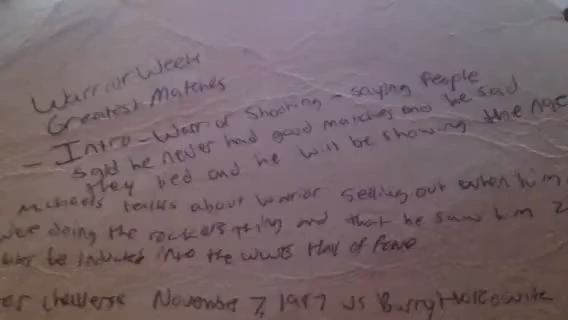 Warrior Week
Greatest Matches
- Intro - Warrior Shooting - saying People
said he never had good matches and he said
they lied and he will be showing the
Michaels talks about Warrior Selling out when him
doing the rockers thing and that he saw him 2
be inducted into the WWE Hall of Fame
November 7, 1987 vs Barry Horowitz